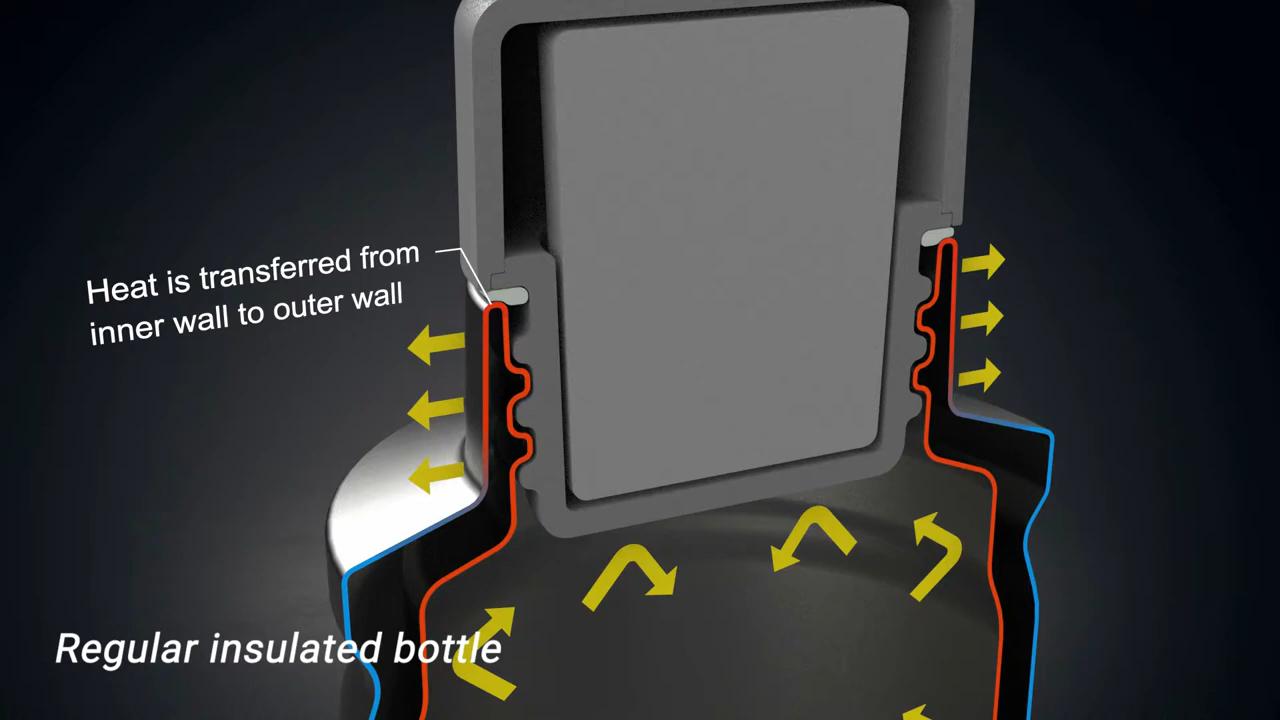 Heat is transferred from
inner wall to outer wall
Regular insulated bottle